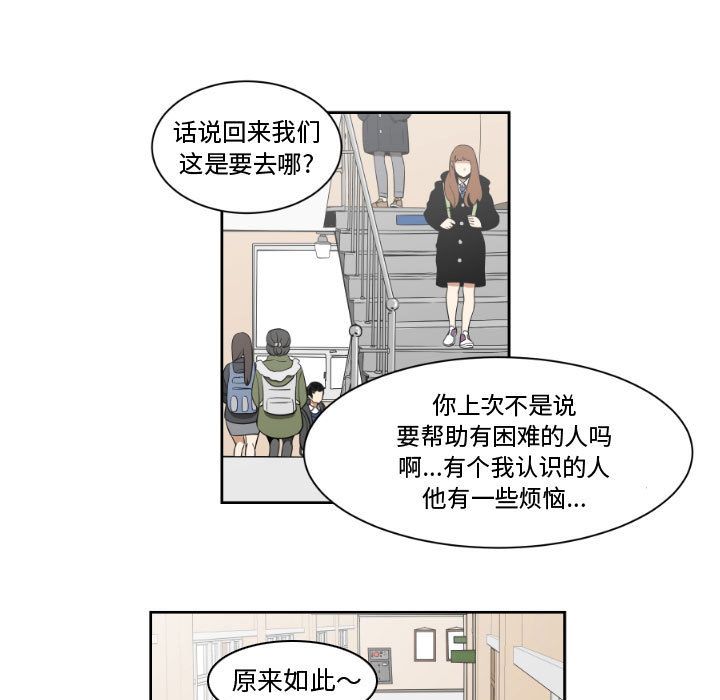 话说回来我们
这是要去哪?
你上次不是说
要帮助有困难的人吗
啊...有个我认识的人
他有一些烦恼...
原来如此～